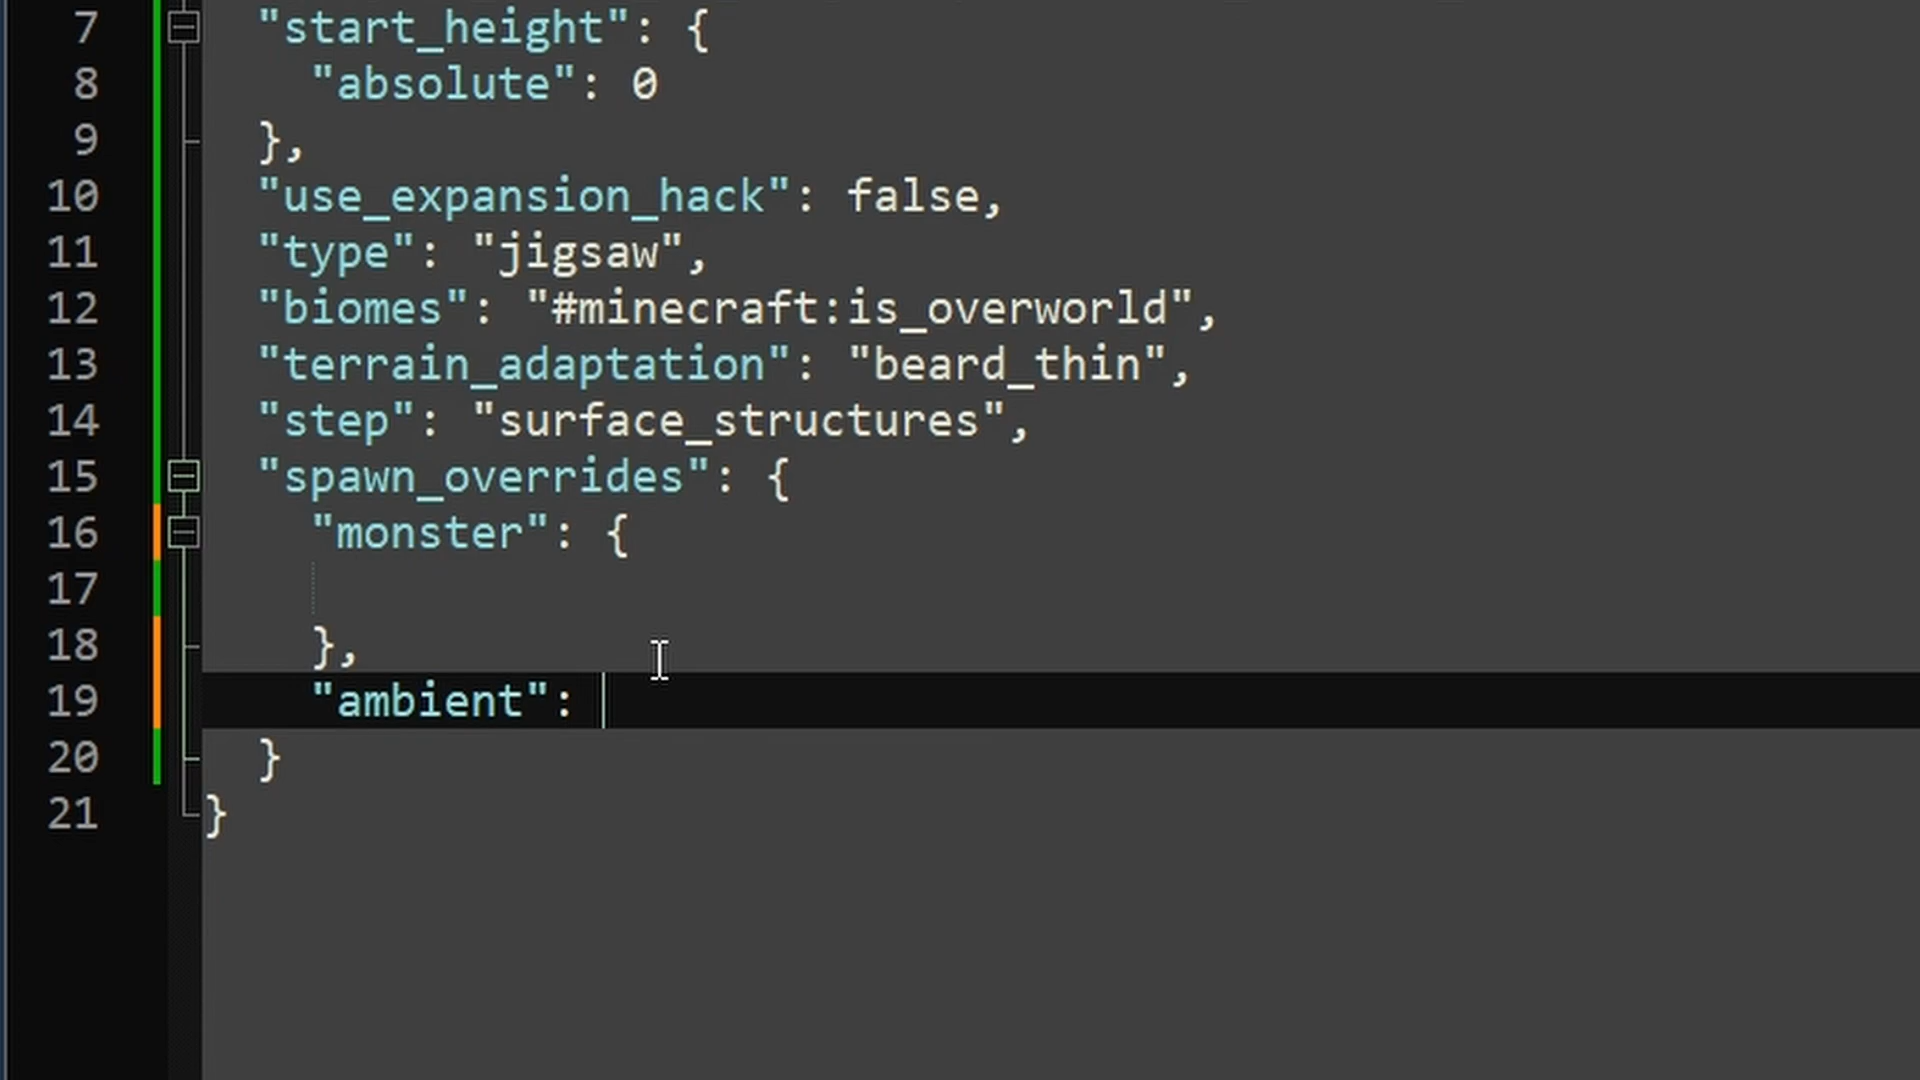 7 "start_height": {
8 "absolute": 0
9 },
10 "use_expansion_hack": false,
11 "type": "jigsaw",
12 "biomes": "#minecraft:is_overworld",
13 "terrain_adaptation": "beard_thin",
14 "step": "surface_structures",
15 "spawn_overrides": {
16 "monster": {
17
18 },
19 "ambient":
20 }
21 }